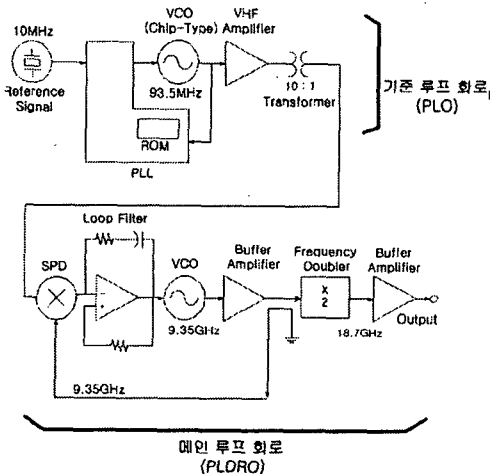 10MHz
Reference
Signal
VCO
(Chip-Type)
93.5MHz
VHF
Amplifier
10 : 1
Transformer
ROM
PLL
기준 루프 회로
(PLO)
Loop Filter
SPD
-
+
VCO
9.35GHz
Buffer
Amplifier
Frequency
Doubler
X
2
18.7GHz
Buffer
Amplifier
Output
9.35GHz
메인 루프 회로
(PLDRO)